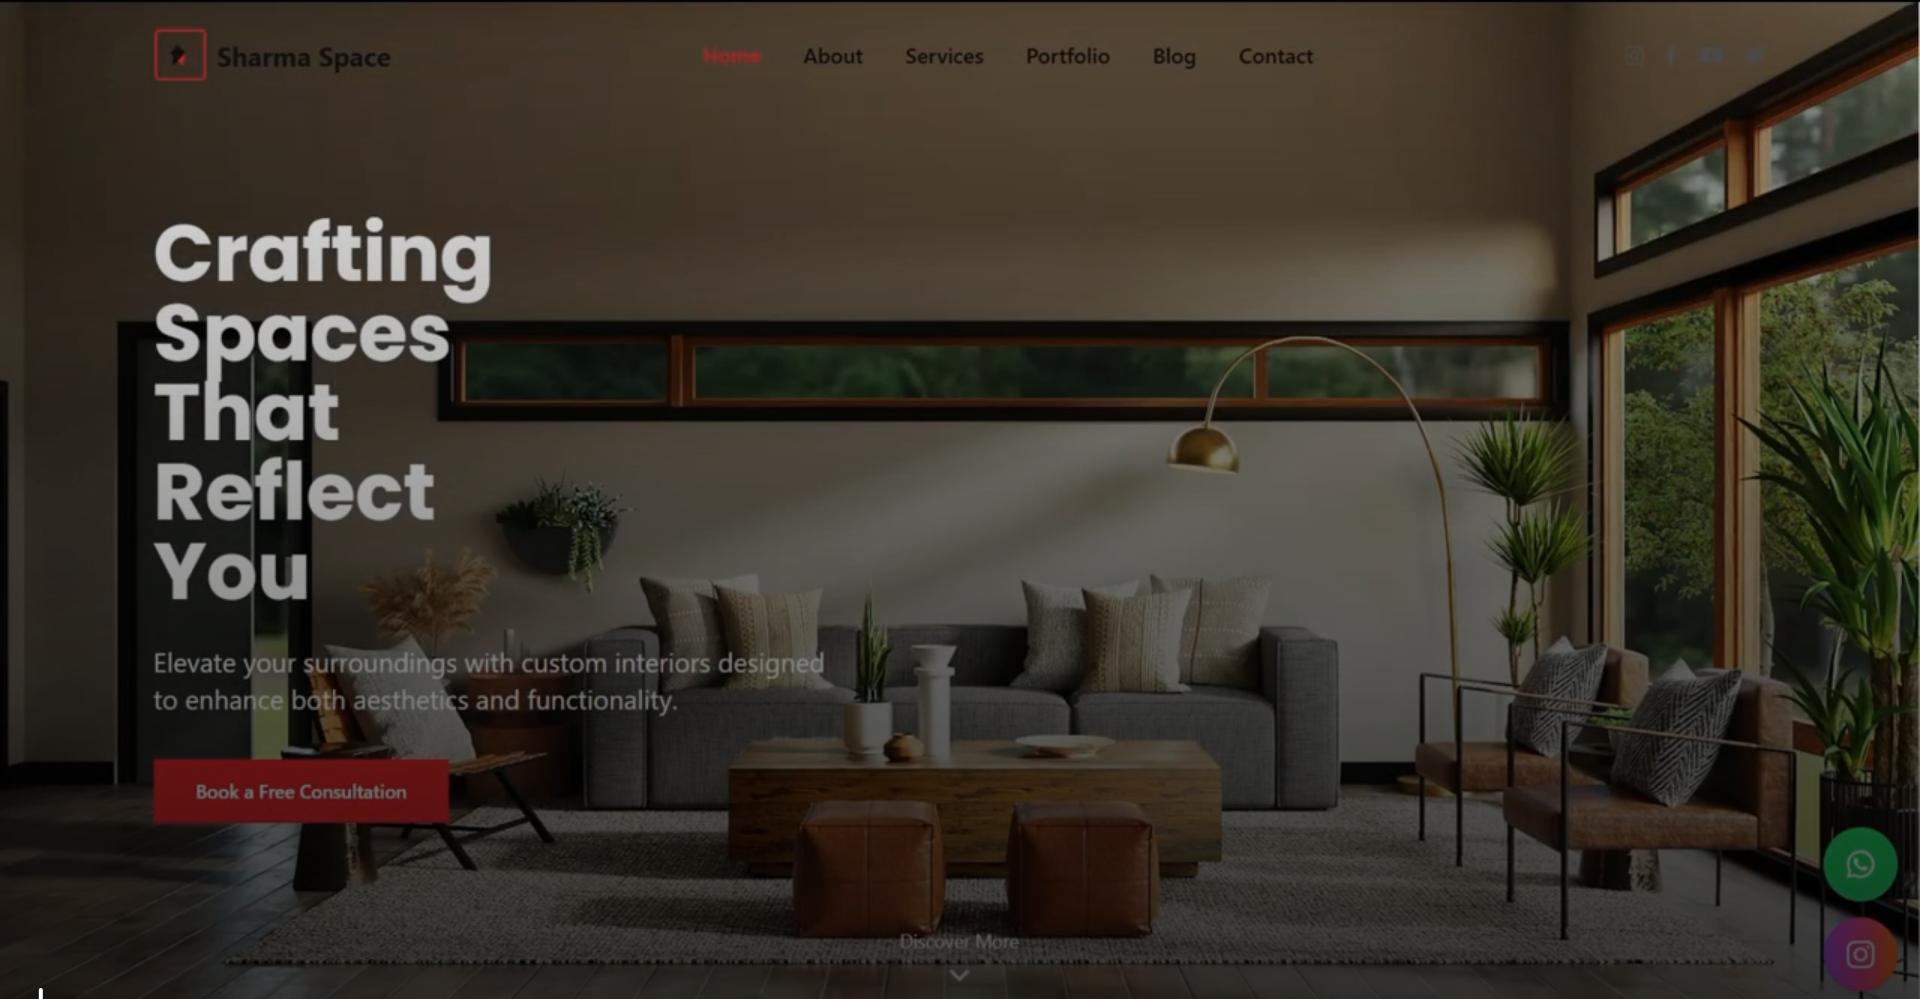 Sharma Space
Home About Services Portfolio Blog Contact
Crafting
Spaces
That
Reflect
You
Elevate your surroundings with custom interiors designed
to enhance both aesthetics and functionality.
Book a Free Consultation
Discover More